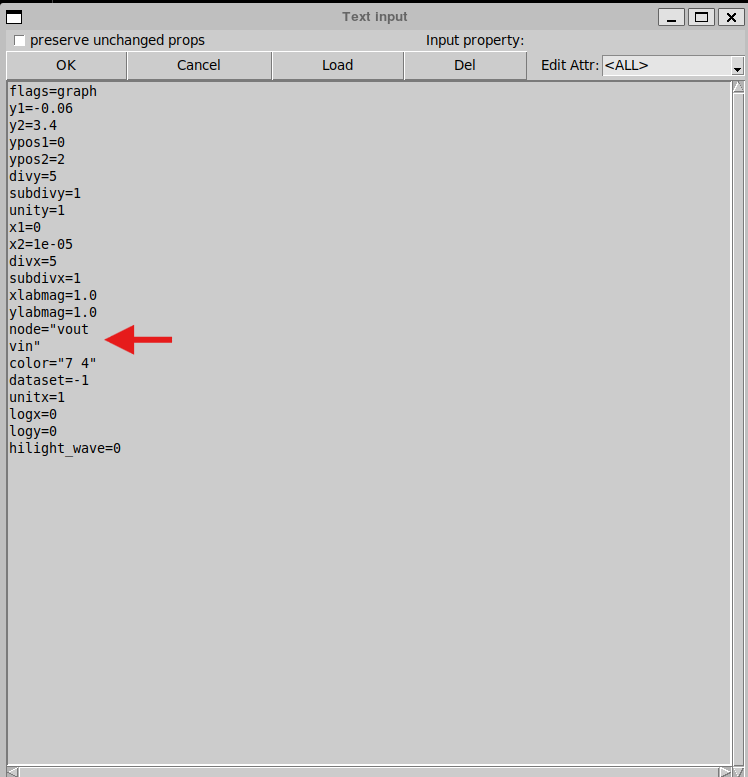 Text input
preserve unchanged props
Input property:
OK
Cancel
Load
Del
Edit Attr: <ALL>
flags=graph
y1=-0.06
y2=3.4
ypos1=0
ypos2=2
divy=5
subdivy=1
unity=1
x1=0
x2=1e-05
divx=5
subdivx=1
xlabmag=1.0
ylabmag=1.0
node="vout
vin"
color="7 4"
dataset=-1
unitx=1
logx=0
logy=0
hilight_wave=0